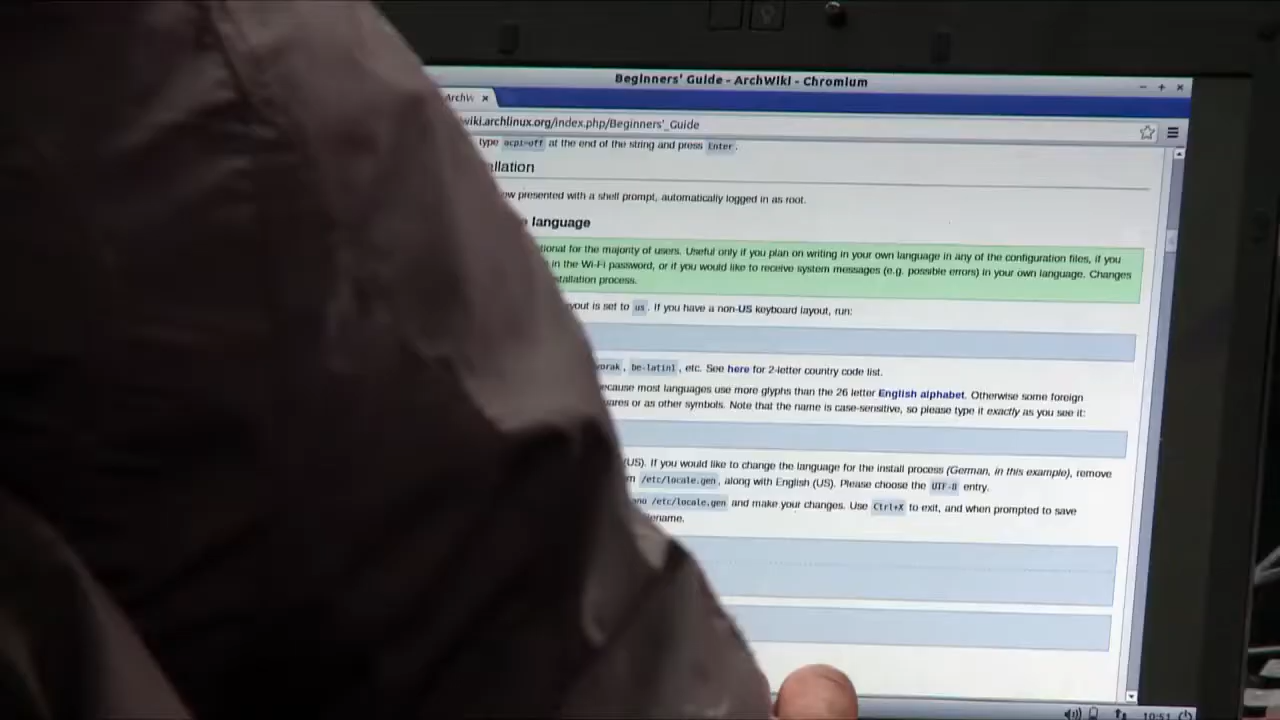 Beginners' Guide - ArchWiki - Chromium
ArchW
wiki.archlinux.org/index.php/Beginners'_Guide
type acpi=off at the end of the string and press Enter.
llation
ow presented with a shell prompt, automatically logged in as root.
language
tional for the majority of users. Useful only if you plan on writing in your own language in any of the configuration files, if you
in the Wi-Fi password, or if you would like to receive system messages (e.g. possible errors) in your own language. Changes
stallation process.
yout is set to us. If you have a non-US keyboard layout, run:
vorak, be-latin1, etc. See here for 2-letter country code list.
ecause most languages use more glyphs than the 26 letter English alphabet. Otherwise some foreign
ares or as other symbols. Note that the name is case-sensitive, so please type it exactly as you see it:
(US). If you would like to change the language for the install process (German, in this example), remove
m /etc/locale.gen, along with English (US). Please choose the UTF-8 entry.
ano /etc/locale.gen and make your changes. Use Ctrl+X to exit, and when prompted to save
lename.
10:51